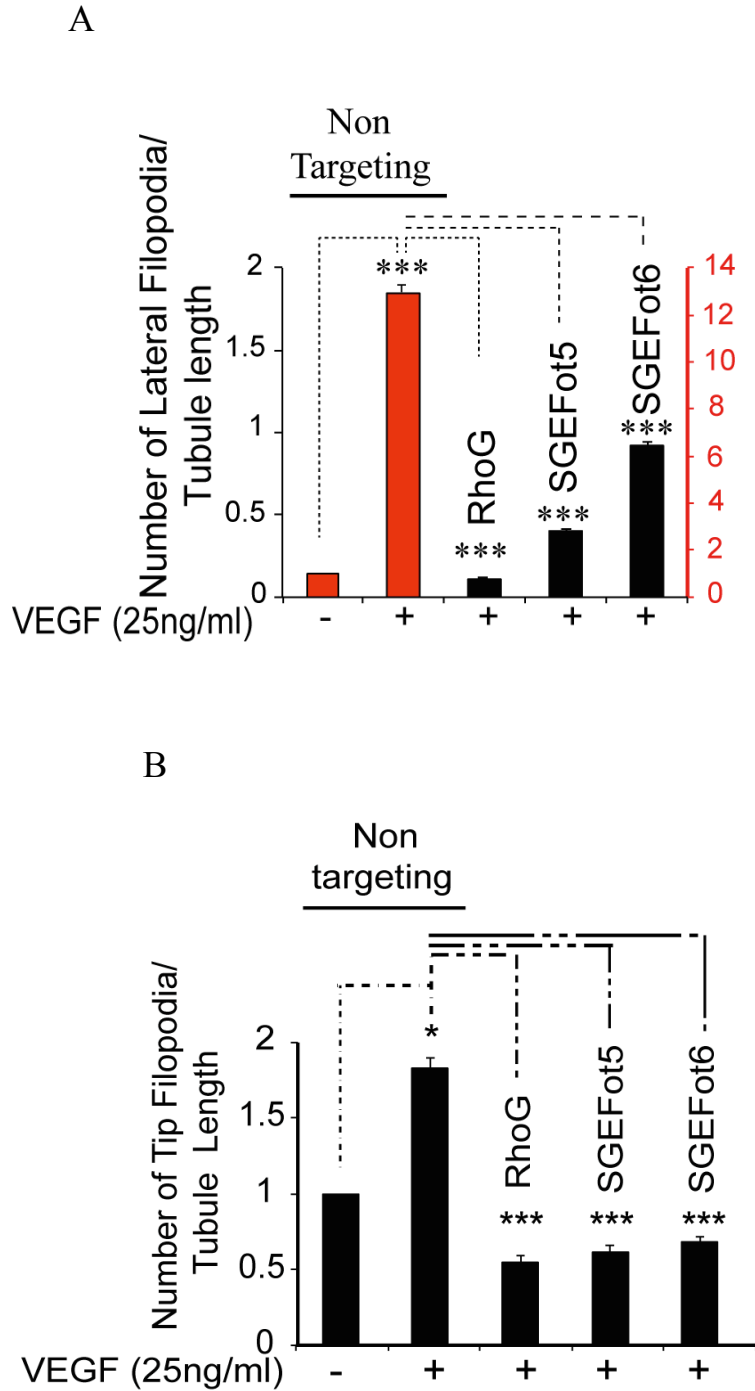 A
Non
Targeting
Number of Lateral Filopodia/
Tubule length
2
1.5
1
0.5
0
***
RhoG
***
SGEFot5
***
SGEFot6
***
14
12
10
8
6
4
2
0
VEGF (25ng/ml) - + + + +
B
Non
targeting
Number of Tip Filopodia/
Tubule Length
2
1.5
1
0.5
0
*
RhoG
***
SGEFot5
***
SGEFot6
***
VEGF (25ng/ml) - + + + +